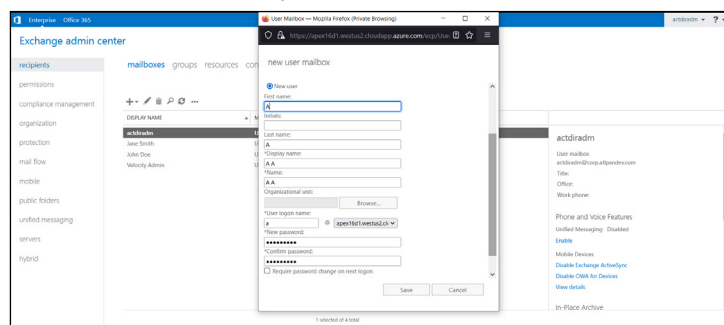 Enterprise Office 365
actdiradm ?
Exchange admin center
recipients
permissions
compliance management
organization
protection
mail flow
mobile
public folders
unified messaging
servers
hybrid
mailboxes groups resources con
DISPLAY NAME
M
actdiradm
U
Jane Smith
U
John Doe
U
Velocity Admin
U
User Mailbox — Mozilla Firefox (Private Browsing)
https://apex16d1.westus2.cloudapp.azure.com/ecp/User
new user mailbox
New user
First name:
A
Initials:
Last name:
A
*Display name:
A A
*Name:
A A
Organizational unit:
Browse...
*User logon name:
a @ apex16d1.westus2.cl
*New password:
•••••••••
*Confirm password:
•••••••••
Require password change on next logon
Save Cancel
1 selected of 4 total
actdiradm
User mailbox
actdiradm@corp.atlpandev.com
Title:
Office:
Work phone:
Phone and Voice Features
Unified Messaging: Disabled
Enable
Mobile Devices
Disable Exchange ActiveSync
Disable OWA for Devices
View details
In-Place Archive